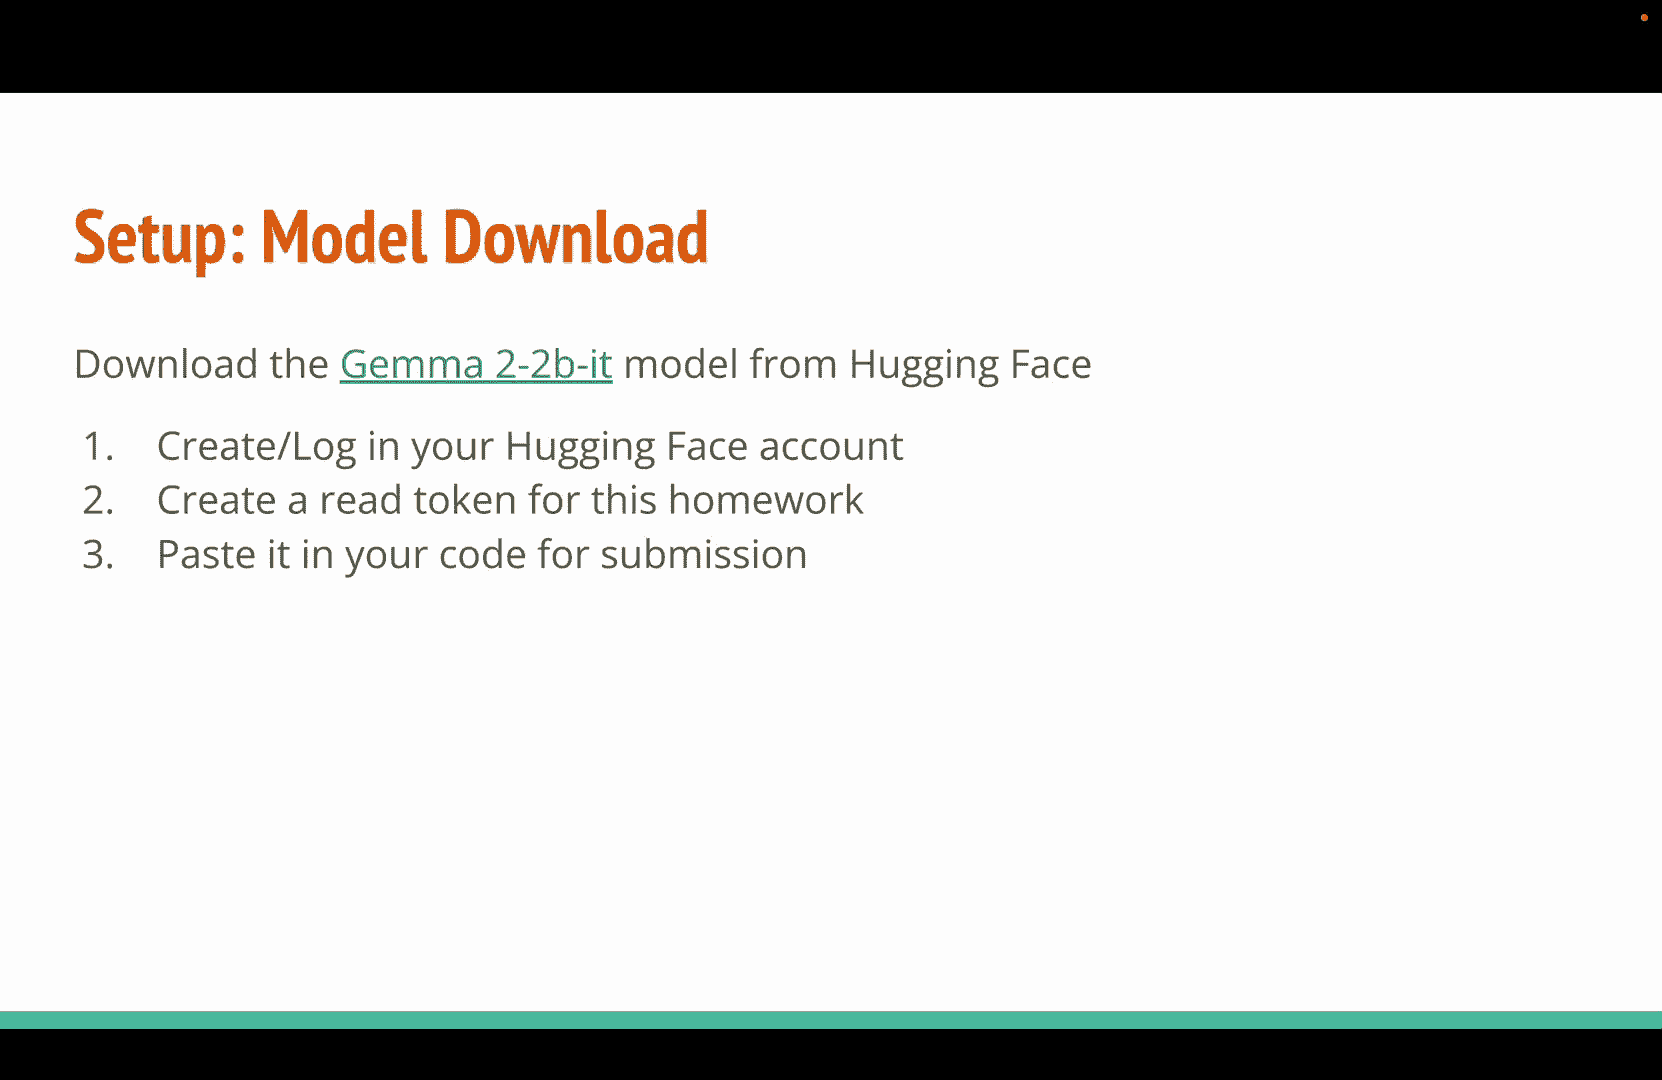 Setup: Model Download
Download the Gemma 2-2b-it model from Hugging Face
1. Create/Log in your Hugging Face account
2. Create a read token for this homework
3. Paste it in your code for submission